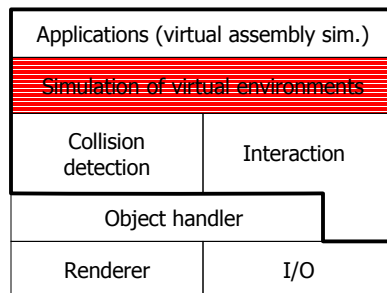 Applications (virtual assembly sim.)
Simulation of virtual environments
Collision
detection
Interaction
Object handler
Renderer
I/O